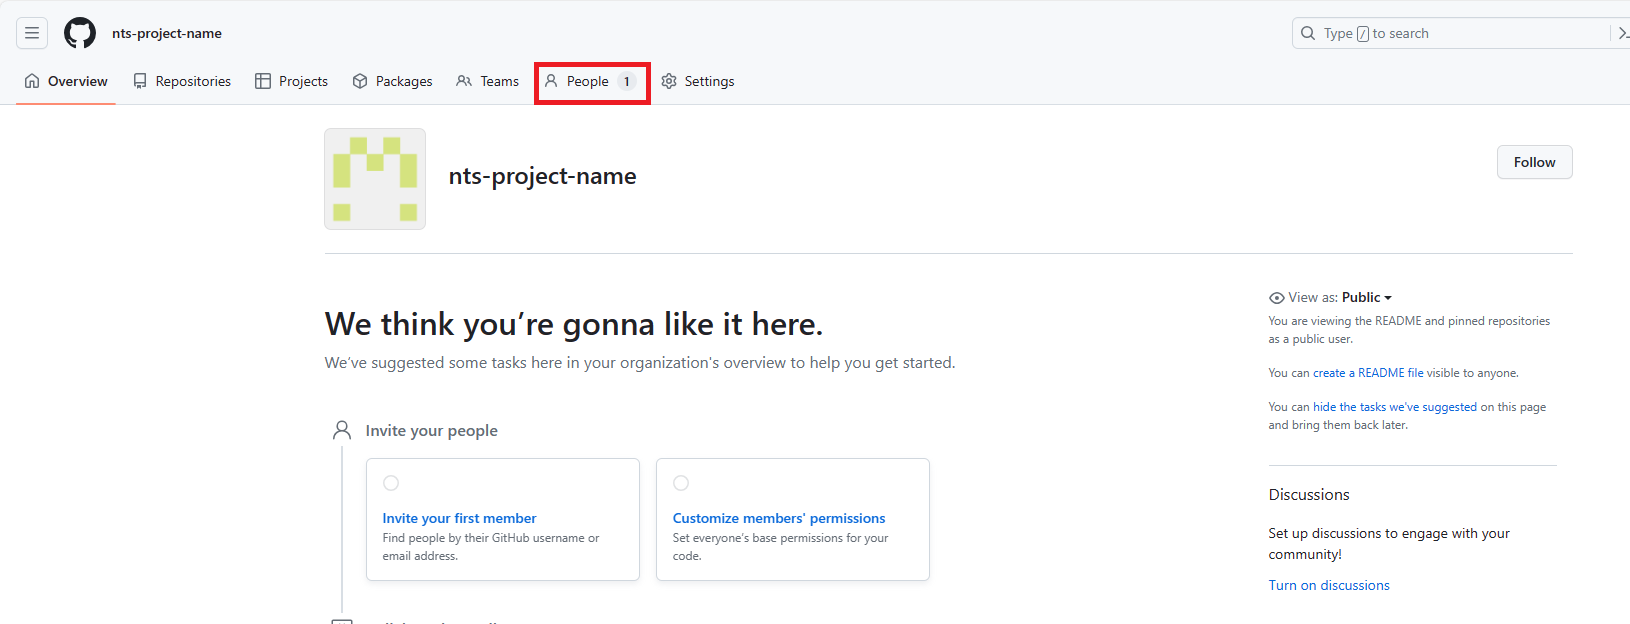 nts-project-name
Type / to search
Overview Repositories Projects Packages Teams People 1 Settings
nts-project-name
Follow
We think you’re gonna like it here.
We’ve suggested some tasks here in your organization's overview to help you get started.
Invite your people
Invite your first member
Find people by their GitHub username or
email address.
Customize members' permissions
Set everyone's base permissions for your
code.
View as: Public
You are viewing the README and pinned repositories
as a public user.
You can create a README file visible to anyone.
You can hide the tasks we've suggested on this page
and bring them back later.
Discussions
Set up discussions to engage with your
community!
Turn on discussions